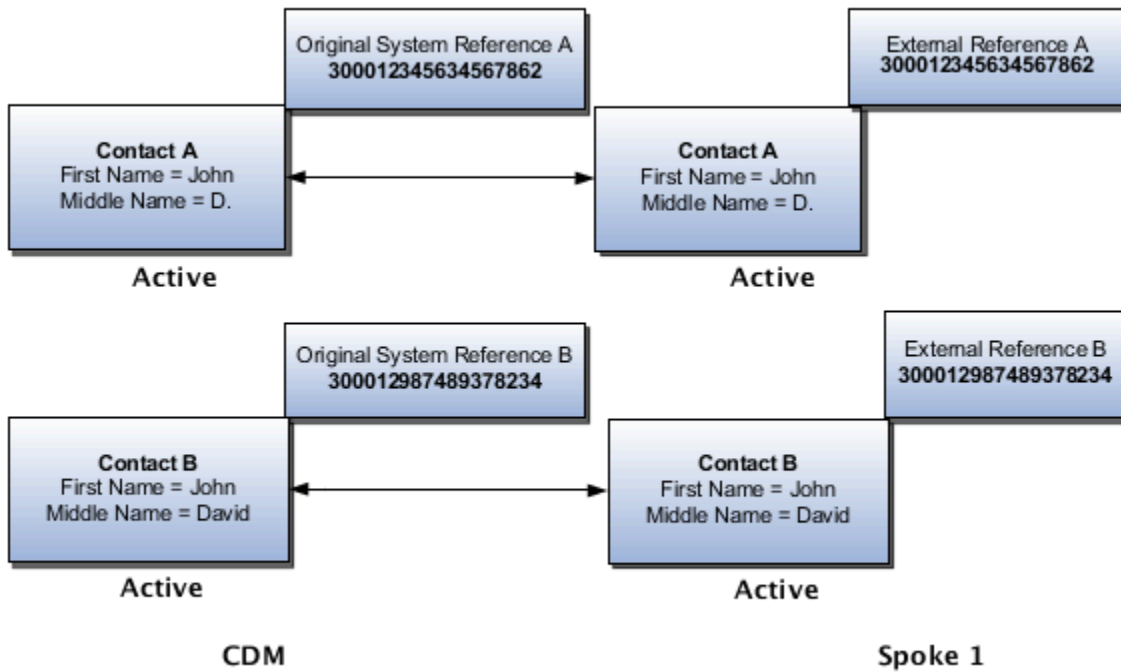 Original System Reference A
300012345634567862
External Reference A
300012345634567862
Contact A
First Name = John
Middle Name = D.
Active
Contact A
First Name = John
Middle Name = D.
Active
Original System Reference B
300012987489378234
External Reference B
300012987489378234
Contact B
First Name = John
Middle Name = David
Active
Contact B
First Name = John
Middle Name = David
Active
CDM
Spoke 1